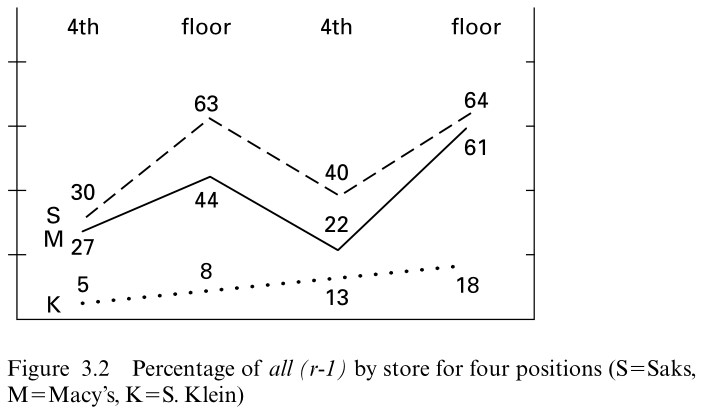 4th floor 4th floor
63 64
40 61
30 44
S 22
M 27
5 8 18
K 13
Figure 3.2 Percentage of all (r-1) by store for four positions (S=Saks,
M=Macy's, K=S. Klein)